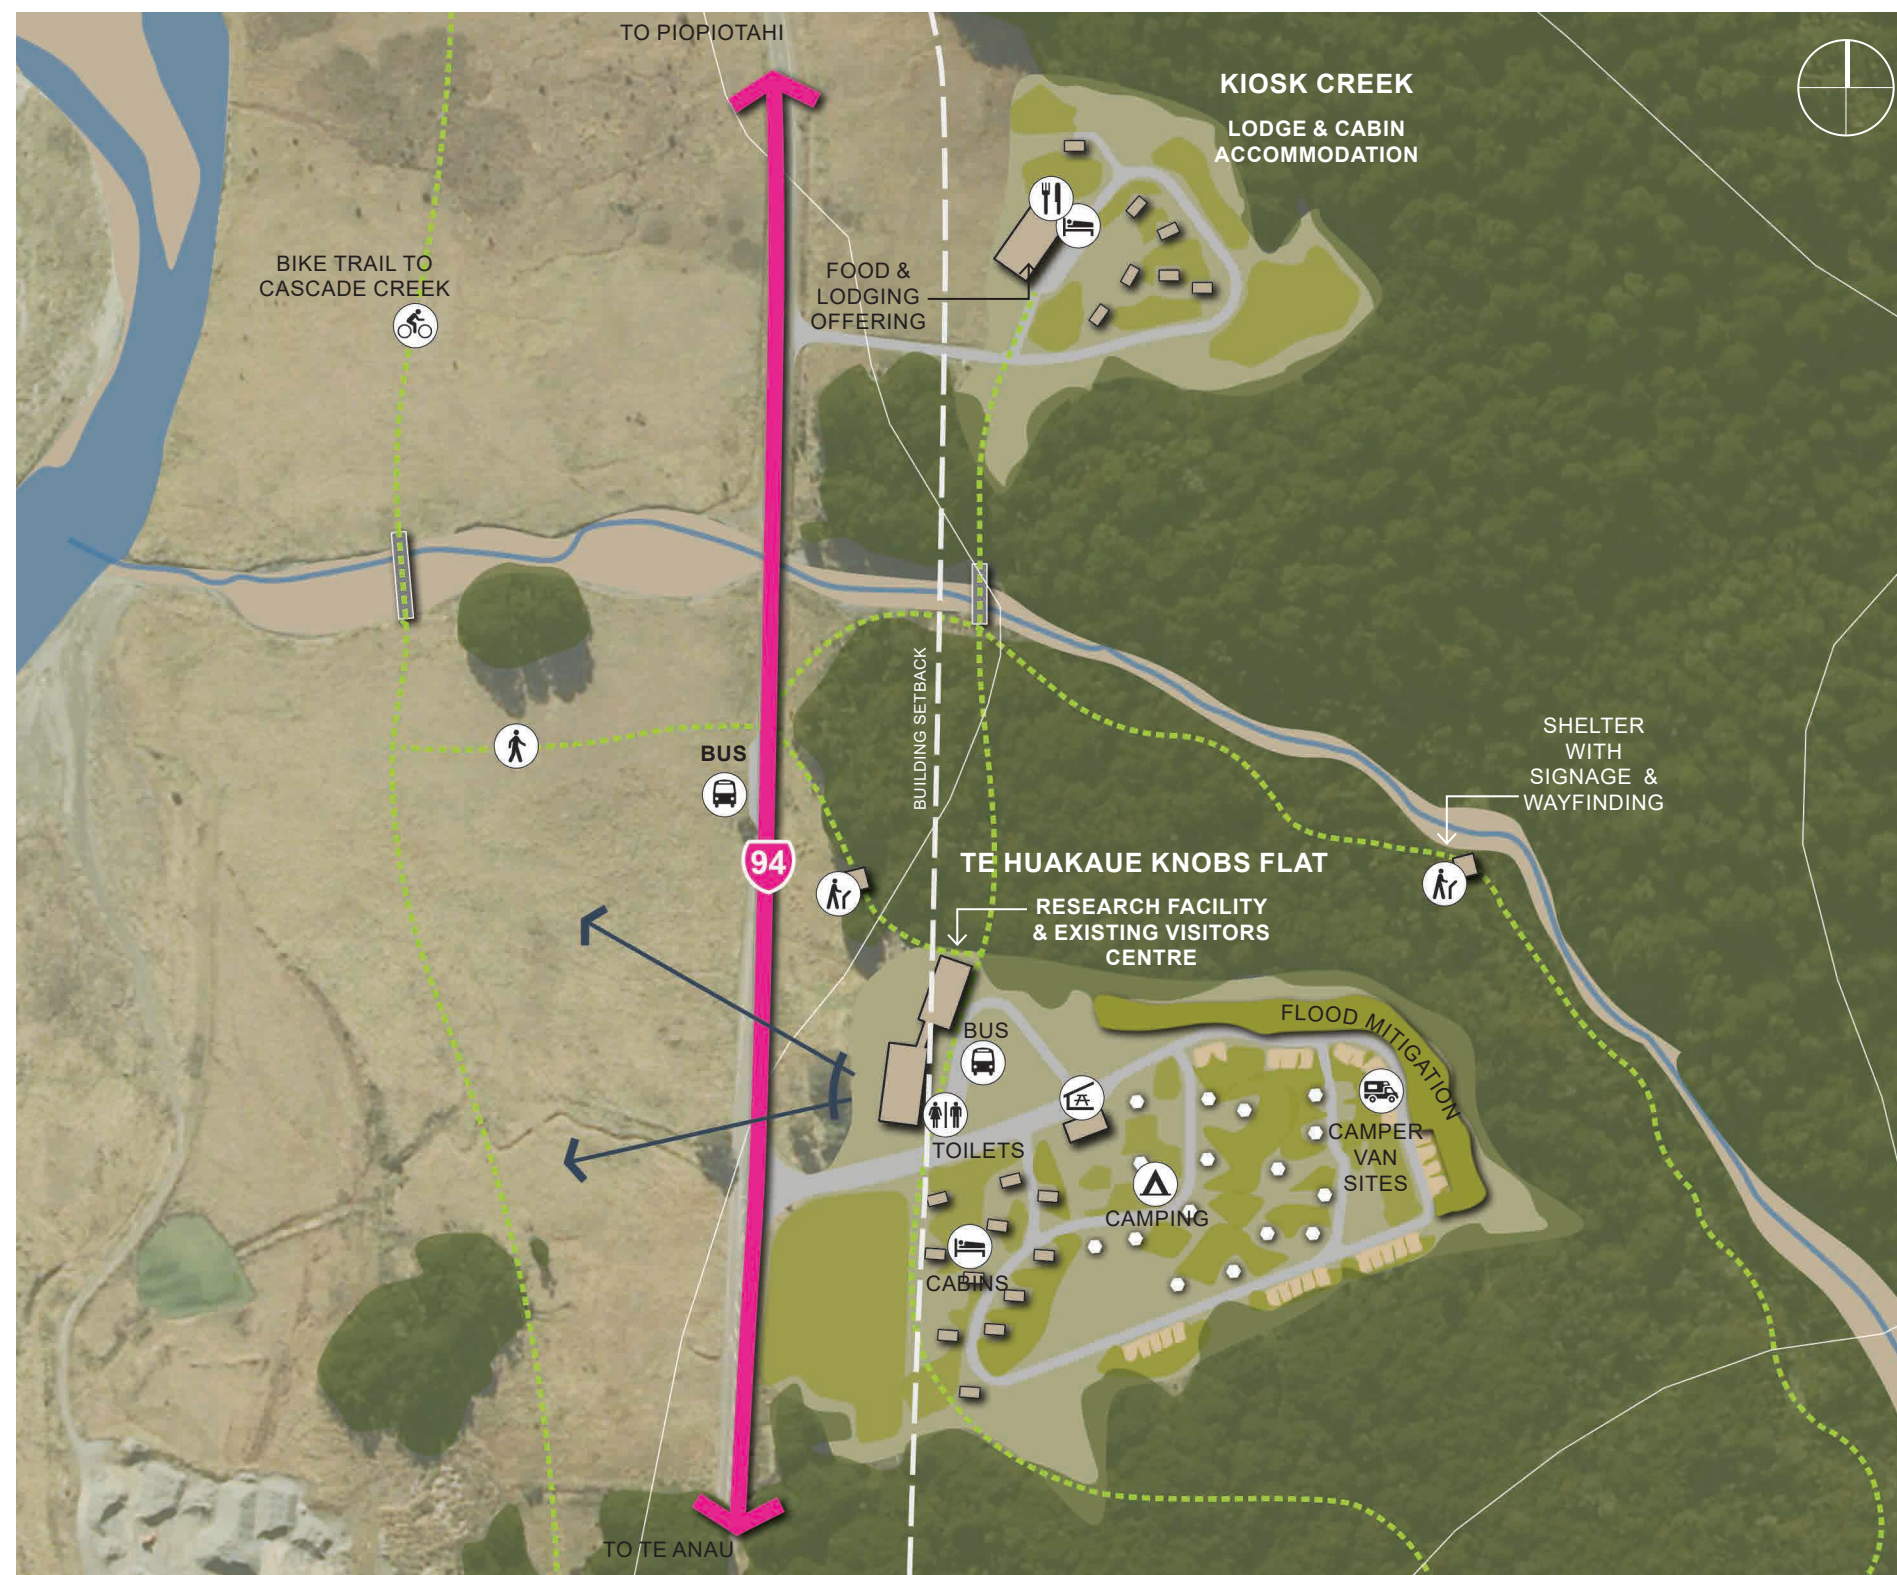 TO PIOPIOTAHI
KIOSK CREEK
LODGE & CABIN
ACCOMMODATION
BIKE TRAIL TO
CASCADE CREEK
FOOD &
LODGING
OFFERING
BUILDING SETBACK
SHELTER
WITH
SIGNAGE &
WAYFINDING
BUS
94
TE HUAKAUE KNOBS FLAT
RESEARCH FACILITY
& EXISTING VISITORS
CENTRE
FLOOD MITIGATION
BUS
TOILETS
CAMPER
VAN
SITES
CAMPING
CABINS
TO TE ANAU